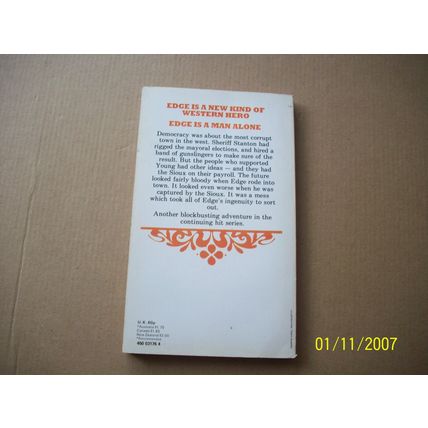 EDGE IS A NEW KIND OF
WESTERN HERO
EDGE IS A MAN ALONE
Democracy was about the most corrupt
town in the west. Sheriff Stanton had
rigged the mayoral elections, and hired a
band of gunslingers to make sure of the
result. But the people who supported
Young had other ideas — and they had
the Sioux on their payroll. The future
looked fairly bloody when Edge rode into
town. It looked even worse when he was
captured by the Sioux. It was a mess
which took all of Edge's ingenuity to sort
out.
Another blockbusting adventure in the
continuing hit series.
U.K. 60p
450 03176 4
01/11/2007